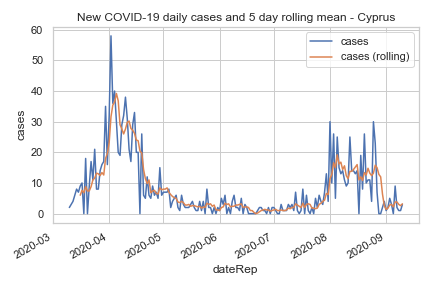 New COVID-19 daily cases and 5 day rolling mean - Cyprus
60
50
40
30
20
10
0
cases
cases
cases (rolling)
2020-03
2020-04
2020-05
2020-06
2020-07
2020-08
2020-09
dateRep